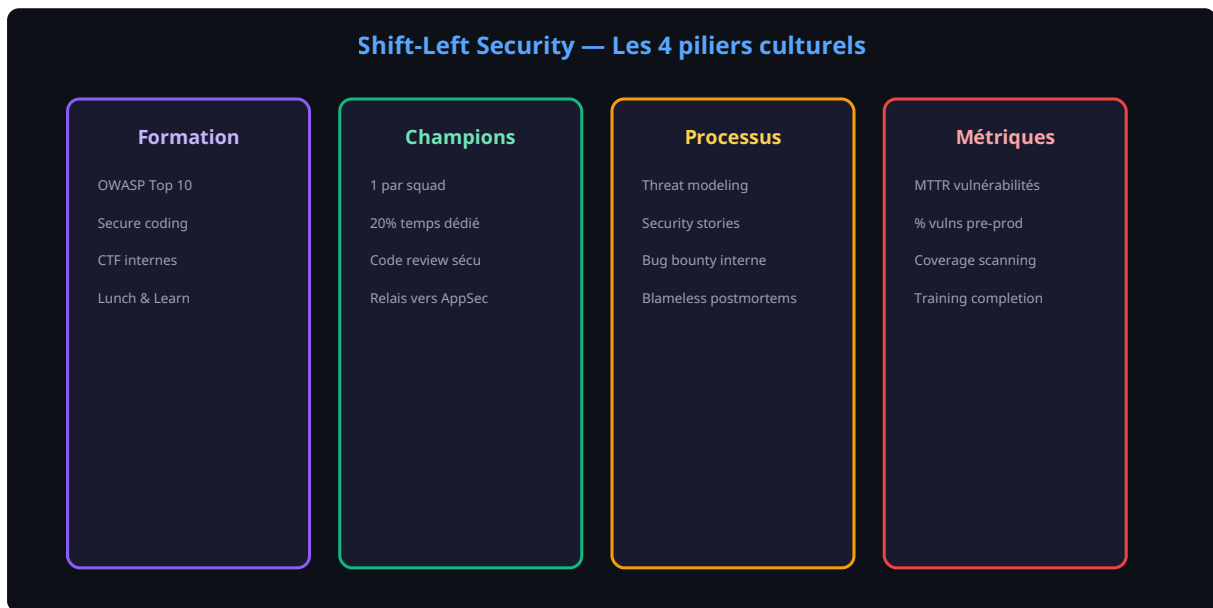 Shift-Left Security — Les 4 piliers culturels
Formation
OWASP Top 10
Secure coding
CTF internes
Lunch & Learn
Champions
1 par squad
20% temps dédié
Code review sécu
Relais vers AppSec
Processus
Threat modeling
Security stories
Bug bounty interne
Blameless postmortems
Métriques
MTTR vulnérabilités
% vulns pre-prod
Coverage scanning
Training completion